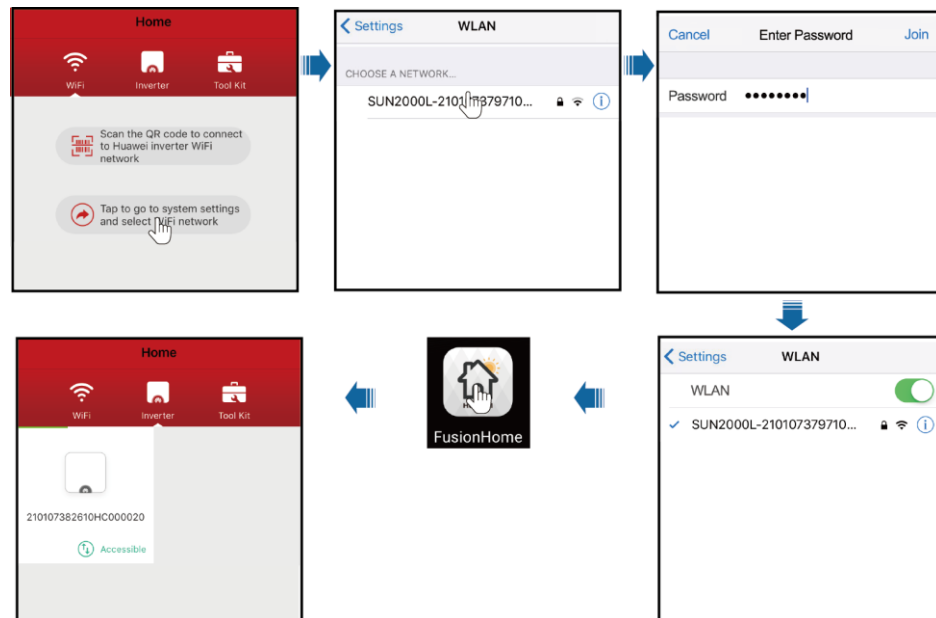 Home
WiFi Inverter Tool Kit
Scan the QR code to connect
to Huawei inverter WiFi
network
Tap to go to system settings
and select WiFi network
Settings WLAN
CHOOSE A NETWORK...
SUN2000L-210107379710...
Cancel Enter Password Join
Password ••••••••
Settings WLAN
WLAN
SUN2000L-210107379710...
FusionHome
Home
WiFi Inverter Tool Kit
210107382610HC000020
Accessible